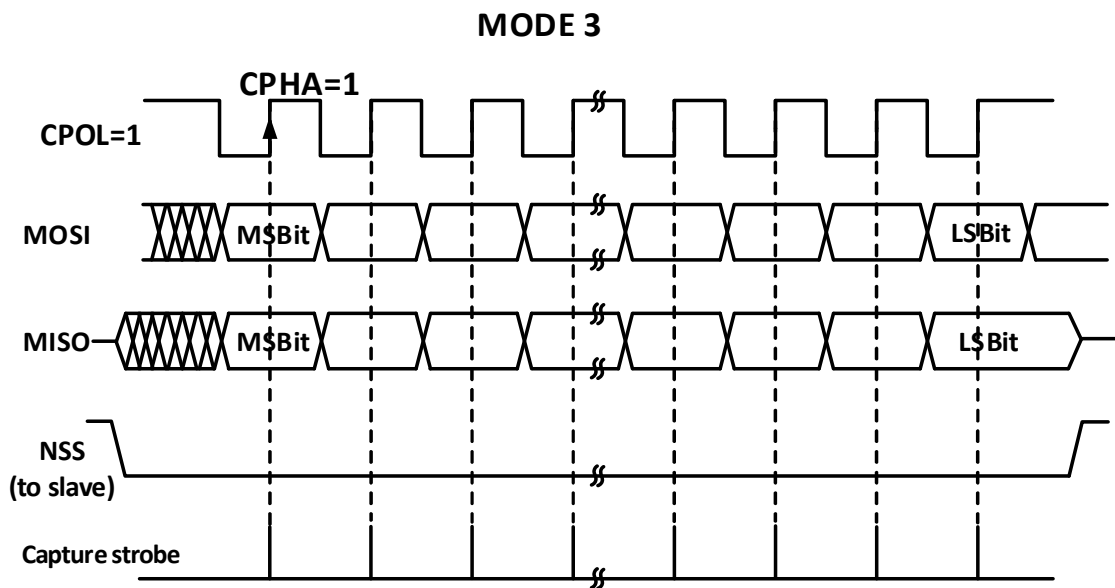 MODE 3
CPHA=1
CPOL=1
MOSI
MSBit
LSBit
MISO
MSBit
LSBit
NSS
(to slave)
Capture strobe